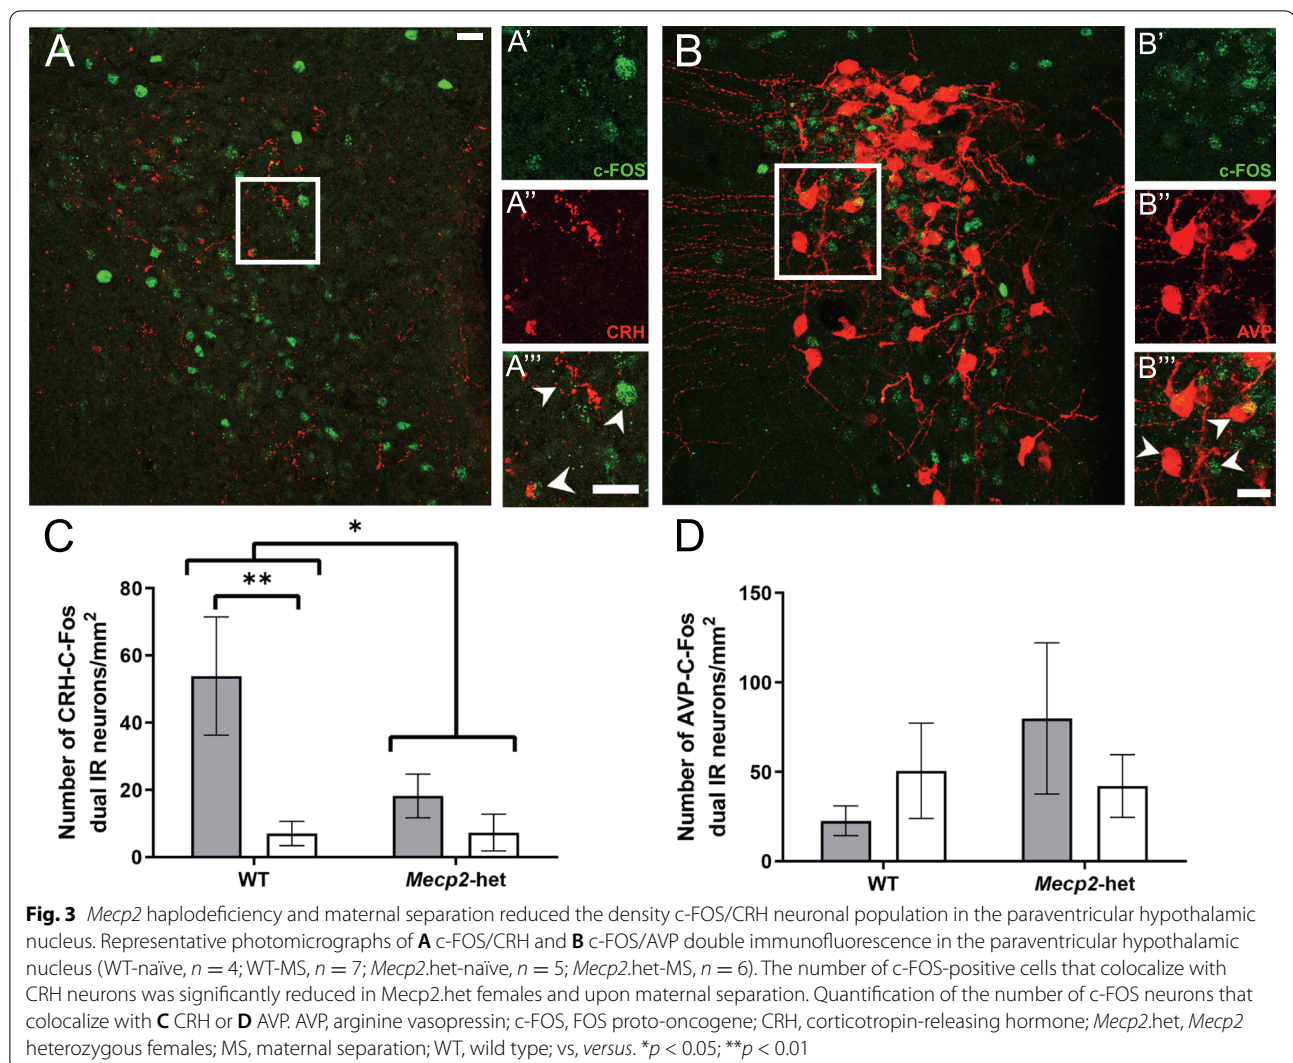 A
A'
c-FOS
A''
CRH
A'''
B
B'
c-FOS
B''
AVP
B'''
C
*
**
Number of CRH-C-Fos
dual IR neurons/mm²
80
60
40
20
0
WT
Mecp2-het
D
Number of AVP-C-Fos
dual IR neurons/mm²
150
100
50
0
WT
Mecp2-het
Fig. 3 Mecp2 haplodeficiency and maternal separation reduced the density c-FOS/CRH neuronal population in the paraventricular hypothalamic
nucleus. Representative photomicrographs of A c-FOS/CRH and B c-FOS/AVP double immunofluorescence in the paraventricular hypothalamic
nucleus (WT-naïve, n = 4; WT-MS, n = 7; Mecp2.het-naïve, n = 5; Mecp2.het-MS, n = 6). The number of c-FOS-positive cells that colocalize with
CRH neurons was significantly reduced in Mecp2.het females and upon maternal separation. Quantification of the number of c-FOS neurons that
colocalize with C CRH or D AVP. AVP, arginine vasopressin; c-FOS, FOS proto-oncogene; CRH, corticotropin-releasing hormone; Mecp2.het, Mecp2
heterozygous females; MS, maternal separation; WT, wild type; vs, versus. *p < 0.05; **p < 0.01